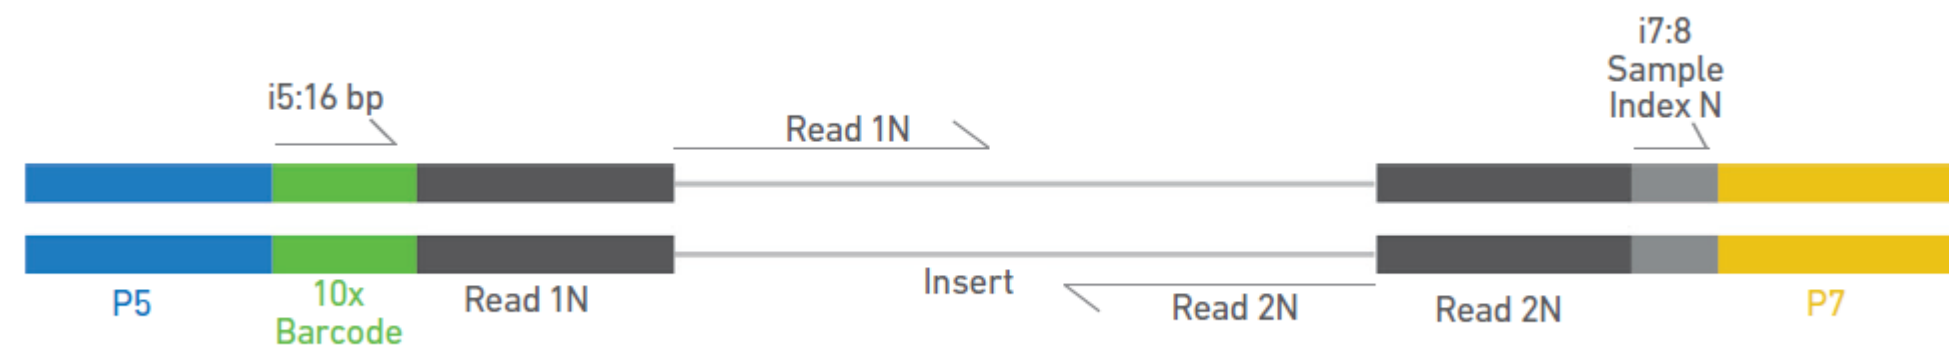 i5:16 bp
Read 1N
i7:8
Sample
Index N
Insert
Read 2N
P5
10x
Barcode
Read 1N
Read 2N
P7